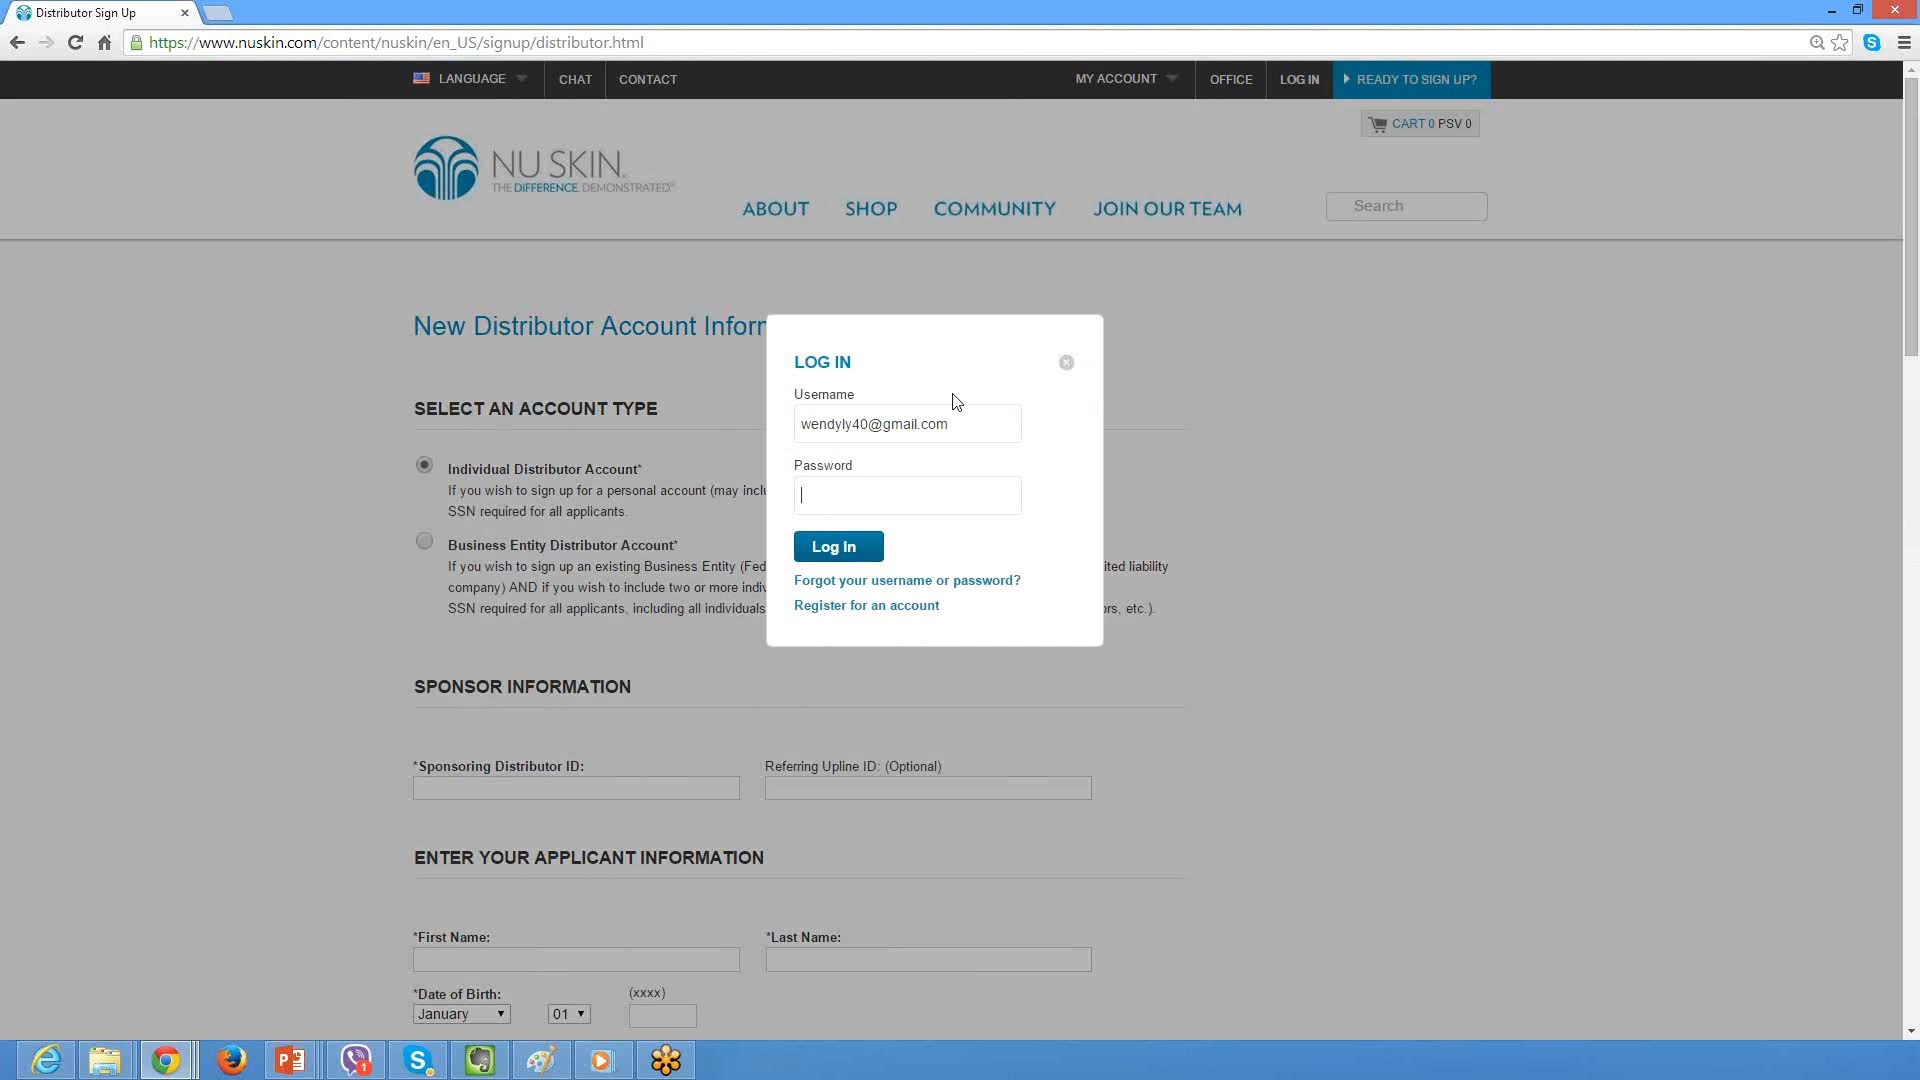 Distributor Sign Up
https://www.nuskin.com/content/nuskin/en_US/signup/distributor.html
LANGUAGE CHAT CONTACT MY ACCOUNT OFFICE LOG IN READY TO SIGN UP?
CART 0 PSV 0
NU SKIN.
THE DIFFERENCE. DEMONSTRATED.
ABOUT SHOP COMMUNITY JOIN OUR TEAM
Search
New Distributor Account Inform
LOG IN
Username
wendyly40@gmail.com
Password
Log In
Forgot your username or password?
Register for an account
SELECT AN ACCOUNT TYPE
Individual Distributor Account*
If you wish to sign up for a personal account (may inclu
SSN required for all applicants.
Business Entity Distributor Account*
If you wish to sign up an existing Business Entity (Fed ited liability
company) AND if you wish to include two or more indiv
SSN required for all applicants, including all individuals ors, etc.).
SPONSOR INFORMATION
*Sponsoring Distributor ID: Referring Upline ID: (Optional)
ENTER YOUR APPLICANT INFORMATION
*First Name: *Last Name:
*Date of Birth: (xxxx)
January 01
1